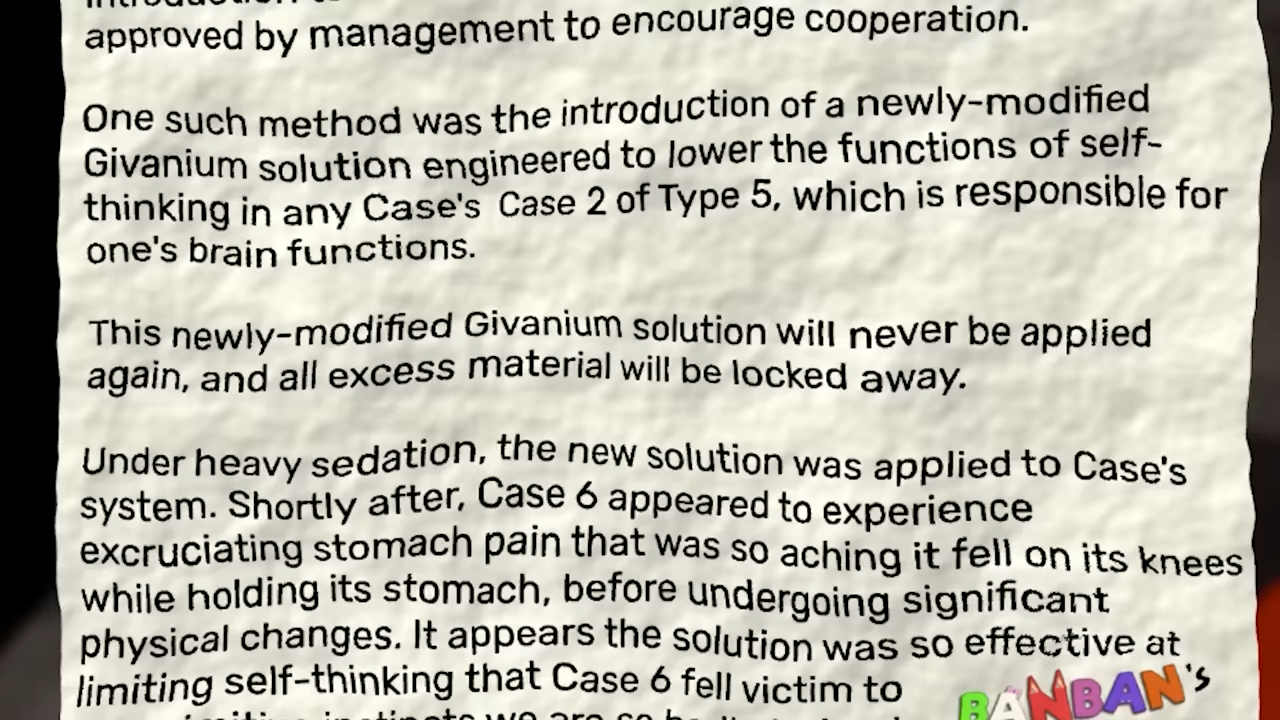 approved by management to encourage cooperation.
One such method was the introduction of a newly-modified
Givanium solution engineered to lower the functions of self-
thinking in any Case's Case 2 of Type 5, which is responsible for
one's brain functions.
This newly-modified Givanium solution will never be applied
again, and all excess material will be locked away.
Under heavy sedation, the new solution was applied to Case's
system. Shortly after, Case 6 appeared to experience
excruciating stomach pain that was so aching it fell on its knees
while holding its stomach, before undergoing significant
physical changes. It appears the solution was so effective at
limiting self-thinking that Case 6 fell victim to
BANBAN's